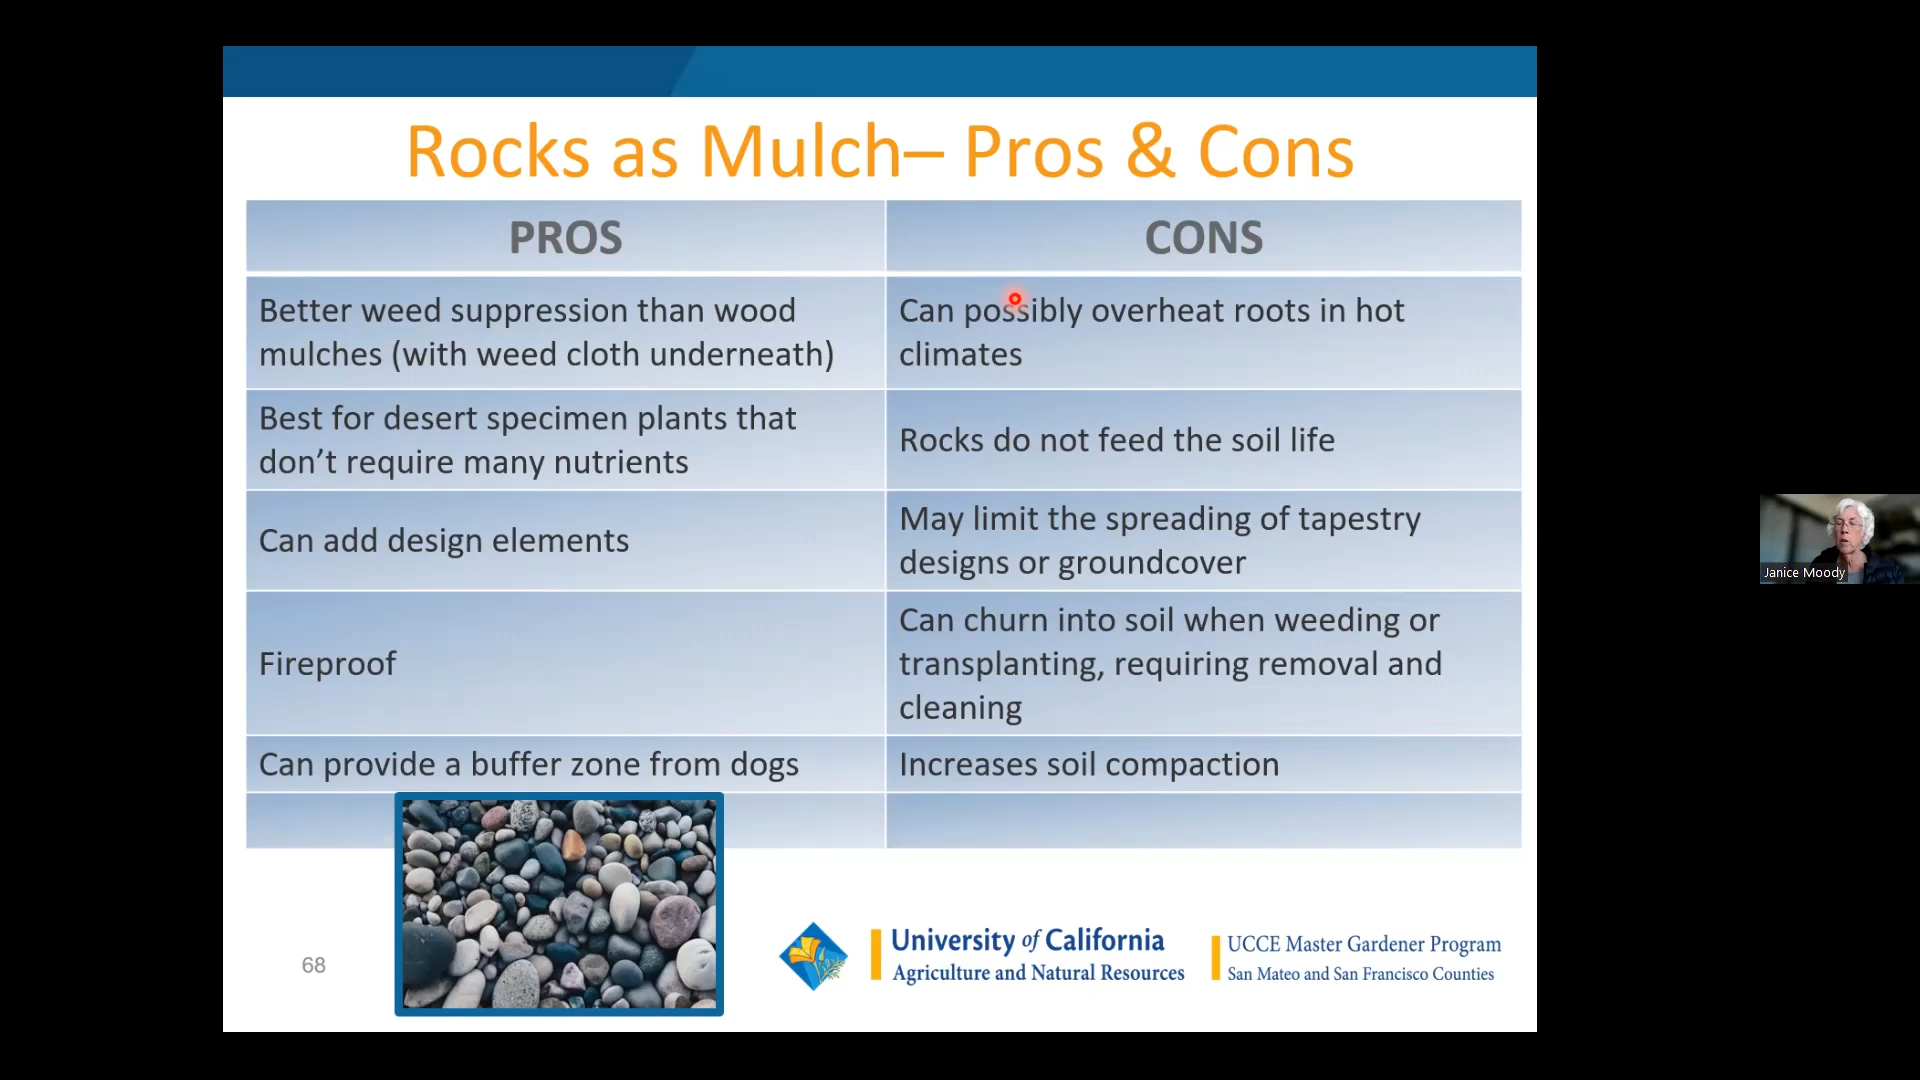 Rocks as Mulch– Pros & Cons
PROS
CONS
Better weed suppression than wood
mulches (with weed cloth underneath)
Can possibly overheat roots in hot
climates
Best for desert specimen plants that
don’t require many nutrients
Rocks do not feed the soil life
Can add design elements
May limit the spreading of tapestry
designs or groundcover
Fireproof
Can churn into soil when weeding or
transplanting, requiring removal and
cleaning
Can provide a buffer zone from dogs
Increases soil compaction
68
University of California
Agriculture and Natural Resources
UCCE Master Gardener Program
San Mateo and San Francisco Counties
Janice Moody